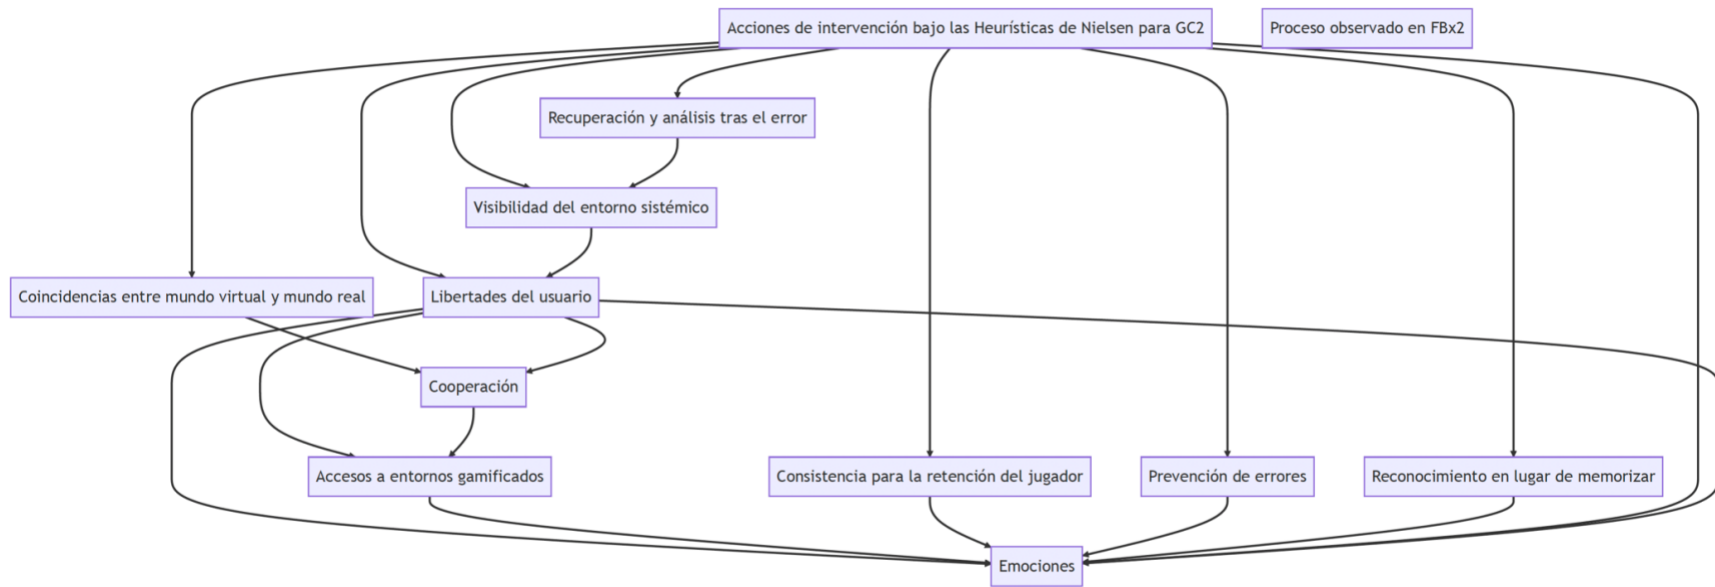 Acciones de intervención bajo las Heurísticas de Nielsen para GC2
Proceso observado en FBx2
Recuperación y análisis tras el error
Visibilidad del entorno sistémico
Coincidencias entre mundo virtual y mundo real
Libertades del usuario
Cooperación
Accesos a entornos gamificados
Consistencia para la retención del jugador
Prevención de errores
Reconocimiento en lugar de memorizar
Emociones